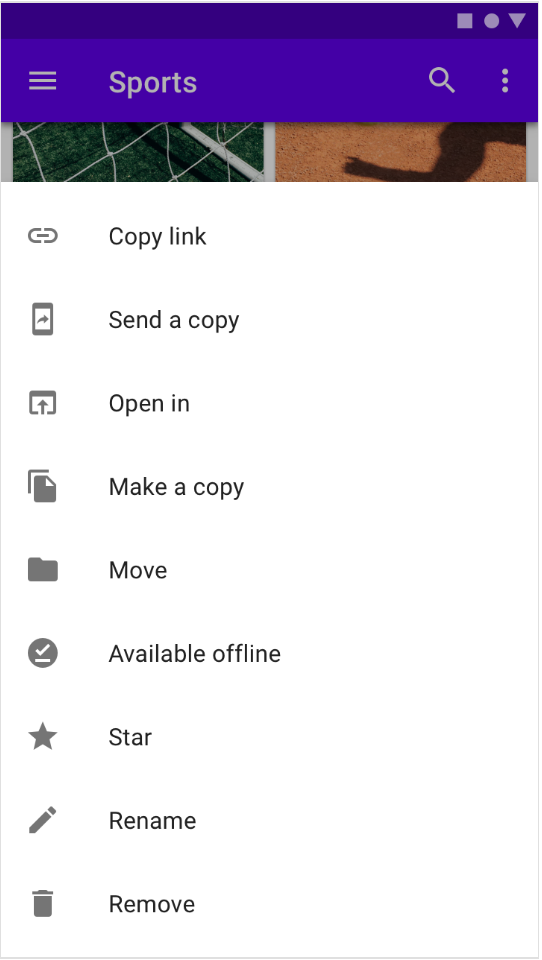 Sports
Copy link
Send a copy
Open in
Make a copy
Move
Available offline
Star
Rename
Remove